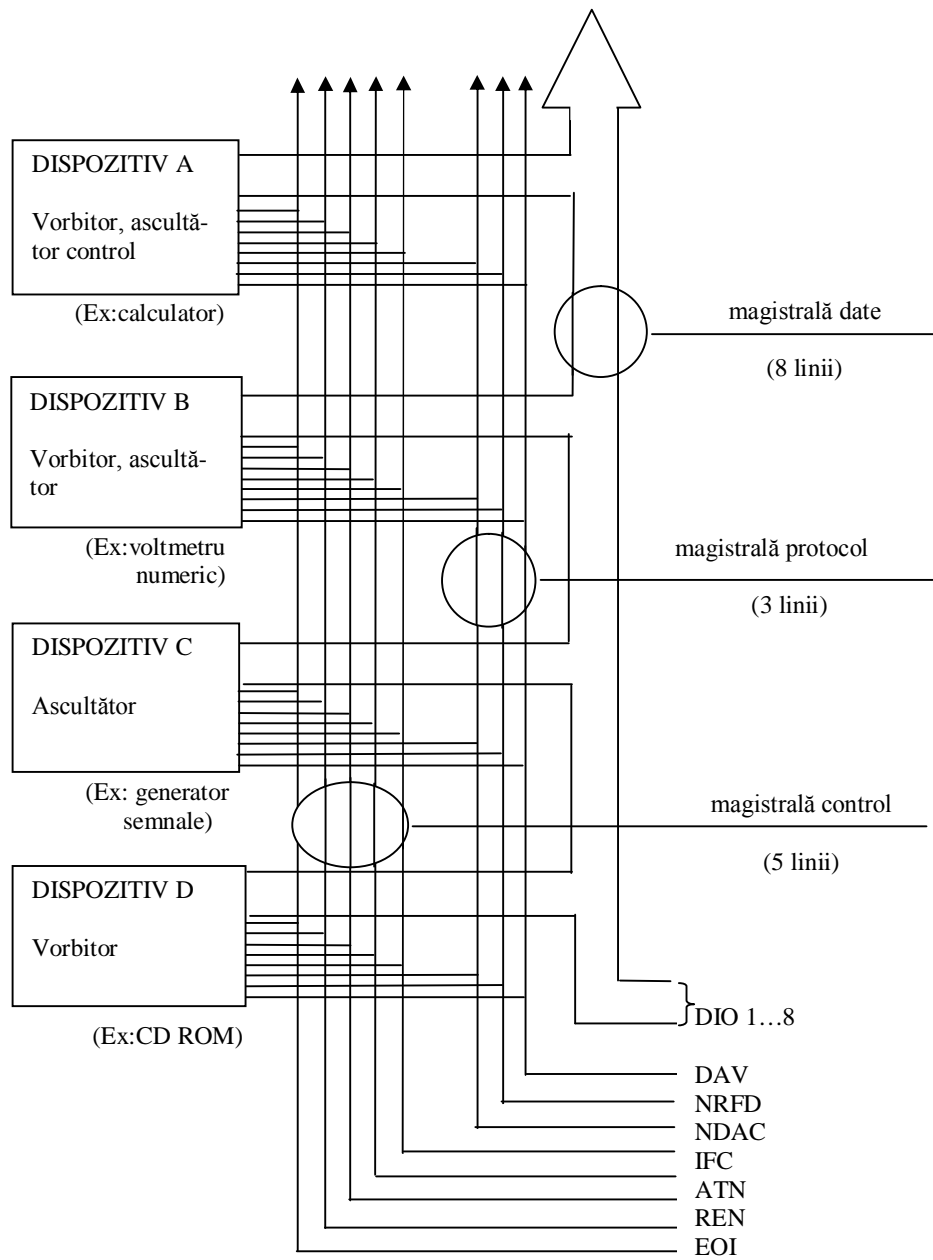 DISPOZITIV A
Vorbitor, ascultă-
tor control
(Ex:calculator)
magistrală date
(8 linii)
DISPOZITIV B
Vorbitor, ascultă-
tor
(Ex:voltmetru
numeric)
magistrală protocol
(3 linii)
DISPOZITIV C
Ascultător
(Ex: generator
semnale)
magistrală control
(5 linii)
DISPOZITIV D
Vorbitor
(Ex:CD ROM)
DIO 1…8
DAV
NRFD
NDAC
IFC
ATN
REN
EOI